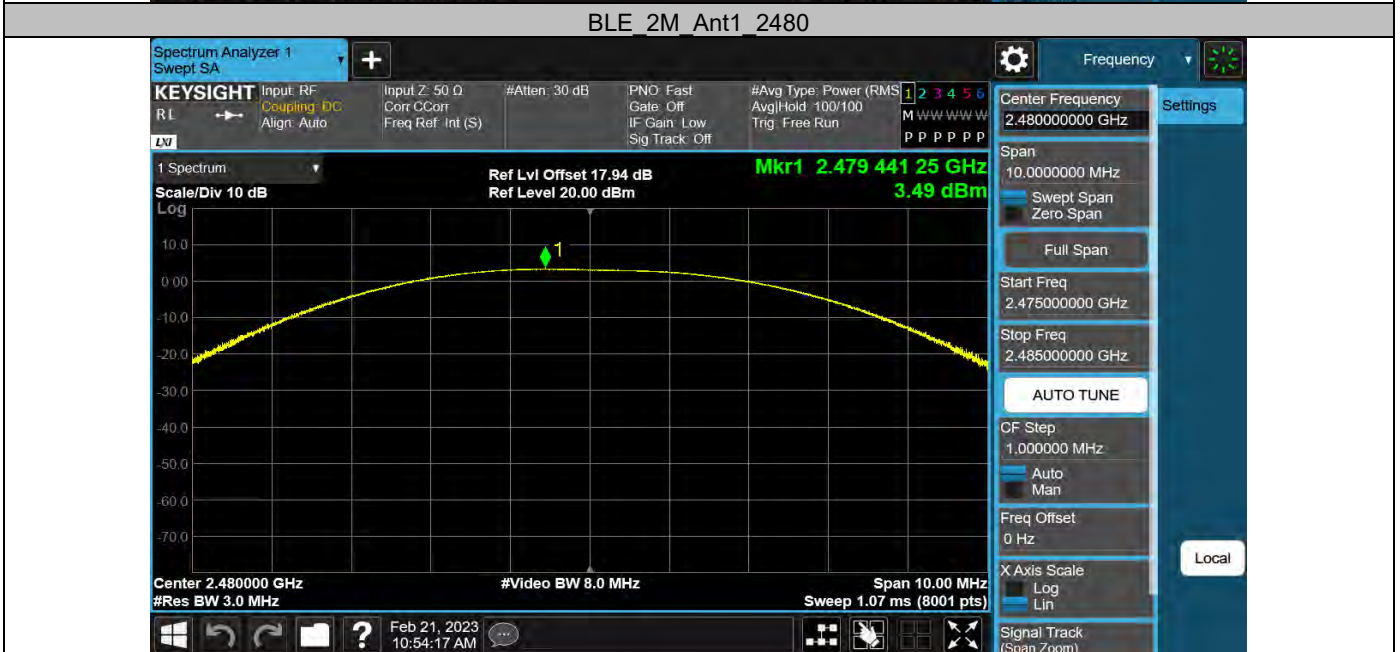 BLE_2M_Ant1_2480
Spectrum Analyzer 1
Swept SA
Frequency
KEYSIGHT
RL
LXI
Input: RF
Coupling: DC
Align: Auto
Input Z: 50 Ω
Corr CCorr
Freq Ref: Int (S)
#Atten: 30 dB
PNO: Fast
Gate: Off
IF Gain: Low
Sig Track: Off
#Avg Type: Power (RMS
Avg|Hold: 100/100
Trig: Free Run
1 2 3 4 5 6
M W W W W W
P P P P P P
1 Spectrum
Scale/Div 10 dB
Ref Lvl Offset 17.94 dB
Ref Level 20.00 dBm
Mkr1 2.479 441 25 GHz
3.49 dBm
Log
10.0
0.00
-10.0
-20.0
-30.0
-40.0
-50.0
-60.0
-70.0
1
Center 2.480000 GHz
#Res BW 3.0 MHz
#Video BW 8.0 MHz
Span 10.00 MHz
Sweep 1.07 ms (8001 pts)
Feb 21, 2023
10:54:17 AM
Center Frequency
2.480000000 GHz
Settings
Span
10.0000000 MHz
Swept Span
Zero Span
Full Span
Start Freq
2.475000000 GHz
Stop Freq
2.485000000 GHz
AUTO TUNE
CF Step
1.000000 MHz
Auto
Man
Freq Offset
0 Hz
X Axis Scale
Log
Lin
Local
Signal Track
(Span Zoom)